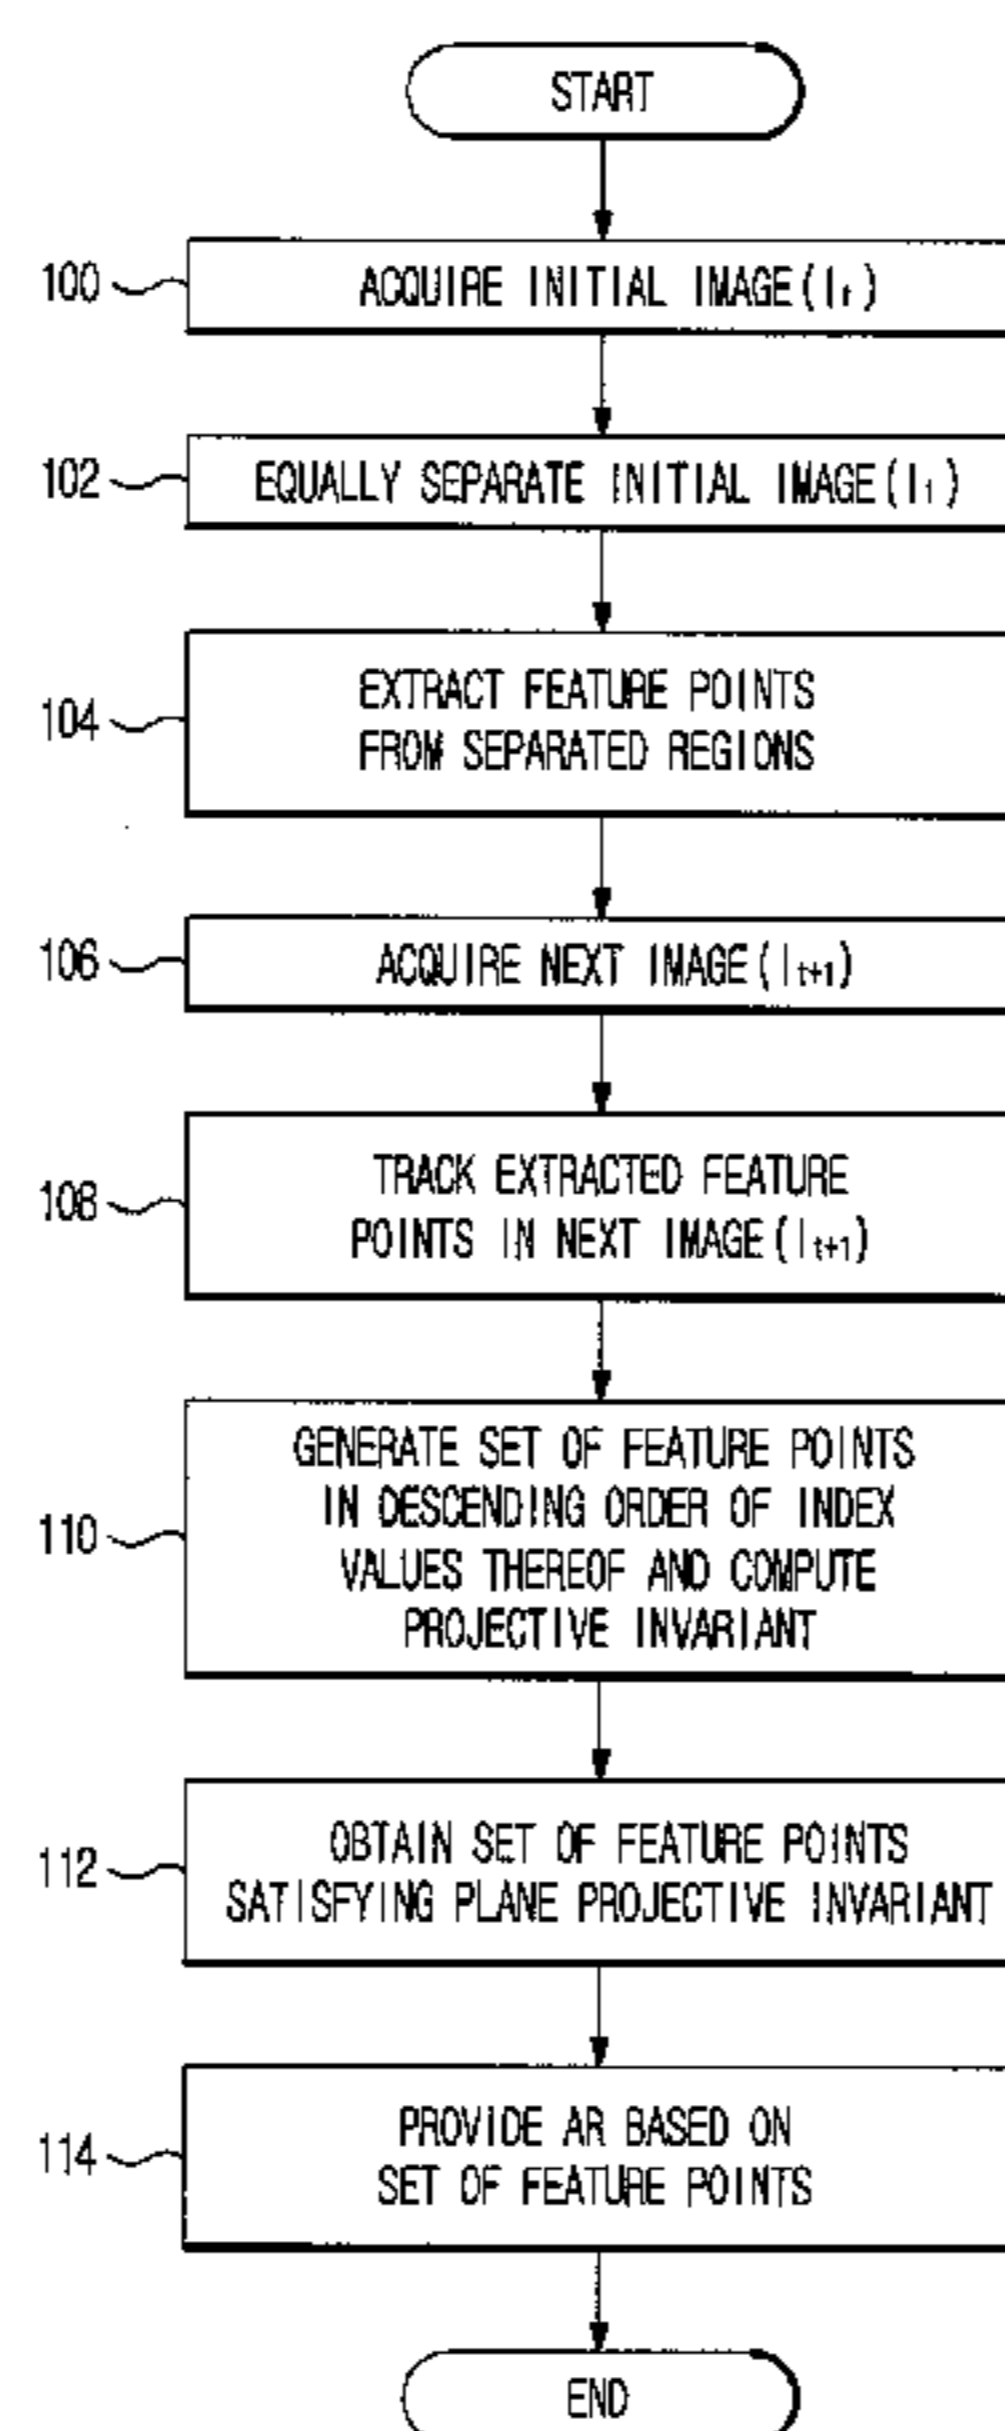 START
100
ACQUIRE INITIAL IMAGE(It)
102
EQUALLY SEPARATE INITIAL IMAGE(It)
104
EXTRACT FEATURE POINTS
FROM SEPARATED REGIONS
106
ACQUIRE NEXT IMAGE(It+1)
108
TRACK EXTRACTED FEATURE
POINTS IN NEXT IMAGE(It+1)
110
GENERATE SET OF FEATURE POINTS
IN DESCENDING ORDER OF INDEX
VALUES THEREOF AND COMPUTE
PROJECTIVE INVARIANT
112
OBTAIN SET OF FEATURE POINTS
SATISFYING PLANE PROJECTIVE INVARIANT
114
PROVIDE AR BASED ON
SET OF FEATURE POINTS
END